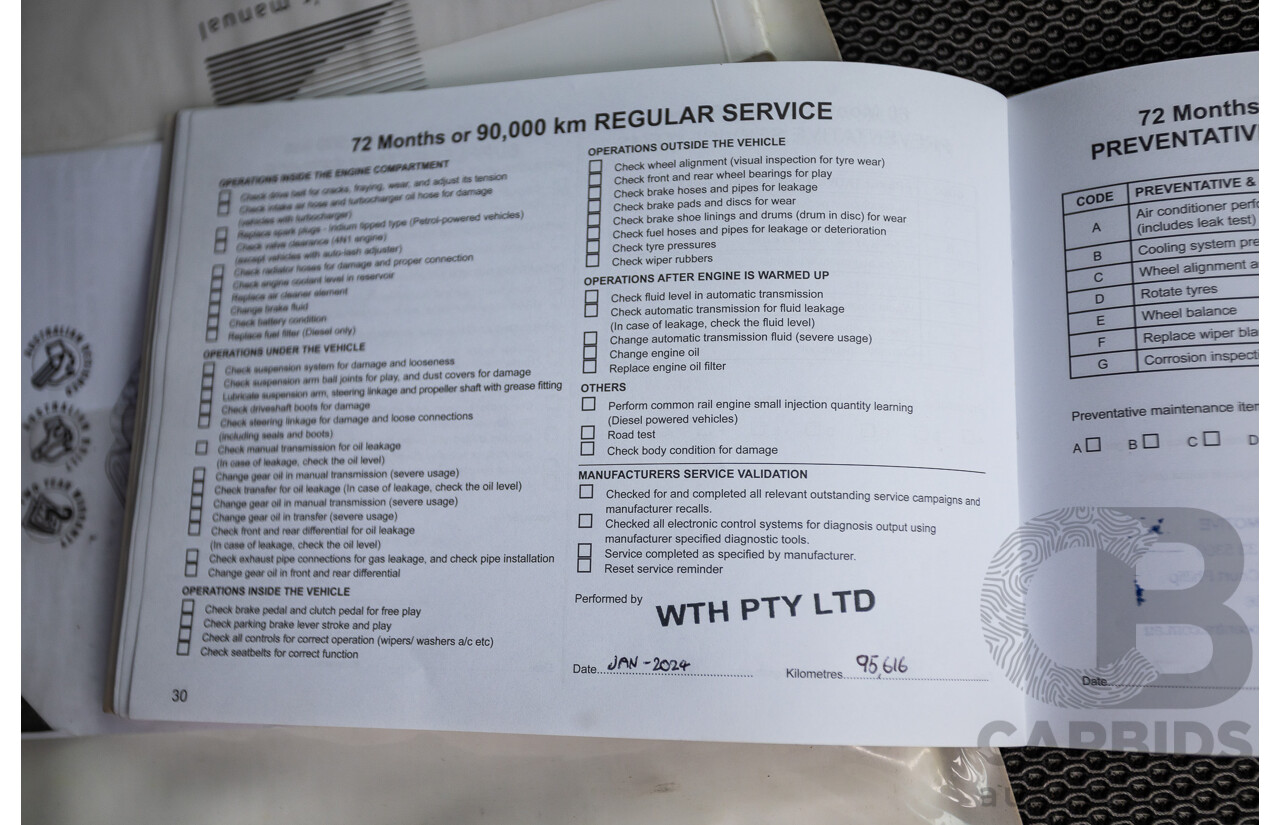 manual
72 Months or 90,000 km REGULAR SERVICE
OPERATIONS INSIDE THE ENGINE COMPARTMENT
Check drive belt for cracks, fraying, wear, and adjust its tension
Check intake air hose and turbocharger oil hose for damage
(vehicles with turbocharger)
Replace spark plugs - Iridium tipped type (Petrol-powered vehicles)
Check valve clearance (4N1 engine)
(except vehicles with auto-lash adjuster)
Check radiator hoses for damage and proper connection
Check engine coolant level in reservoir
Replace air cleaner element
Change brake fluid
Check battery condition
Replace fuel filter (Diesel only)
OPERATIONS UNDER THE VEHICLE
Check suspension system for damage and looseness
Check suspension arm ball joints for play, and dust covers for damage
Lubricate suspension arm, steering linkage and propeller shaft with grease fitting
Check driveshaft boots for damage
Check steering linkage for damage and loose connections
(including seals and boots)
Check manual transmission for oil leakage
(In case of leakage, check the oil level)
Change gear oil in manual transmission (severe usage)
Check transfer for oil leakage (In case of leakage, check the oil level)
Change gear oil in manual transmission (severe usage)
Change gear oil in transfer (severe usage)
Check front and rear differential for oil leakage
(In case of leakage, check the oil level)
Check exhaust pipe connections for gas leakage, and check pipe installation
Change gear oil in front and rear differential
OPERATIONS INSIDE THE VEHICLE
Check brake pedal and clutch pedal for free play
Check parking brake lever stroke and play
Check all controls for correct operation (wipers/ washers a/c etc)
Check seatbelts for correct function
30
OPERATIONS OUTSIDE THE VEHICLE
Check wheel alignment (visual inspection for tyre wear)
Check front and rear wheel bearings for play
Check brake hoses and pipes for leakage
Check brake pads and discs for wear
Check brake shoe linings and drums (drum in disc) for wear
Check fuel hoses and pipes for leakage or deterioration
Check tyre pressures
Check wiper rubbers
OPERATIONS AFTER ENGINE IS WARMED UP
Check fluid level in automatic transmission
Check automatic transmission for fluid leakage
(In case of leakage, check the fluid level)
Change automatic transmission fluid (severe usage)
Change engine oil
Replace engine oil filter
OTHERS
Perform common rail engine small injection quantity learning
(Diesel powered vehicles)
Road test
Check body condition for damage
MANUFACTURERS SERVICE VALIDATION
Checked for and completed all relevant outstanding service campaigns and
manufacturer recalls.
Checked all electronic control systems for diagnosis output using
manufacturer specified diagnostic tools.
Service completed as specified by manufacturer.
Reset service reminder
Performed by WTH PTY LTD
Date JAN - 2024 Kilometres 95,616
72 Months
PREVENTATIV
CODE PREVENTATIVE &
A Air conditioner perfo
(includes leak test)
B Cooling system pre
C Wheel alignment a
D Rotate tyres
E Wheel balance
F Replace wiper bla
G Corrosion inspecti
Preventative maintenance item
A B C D
Date
CARBIDS